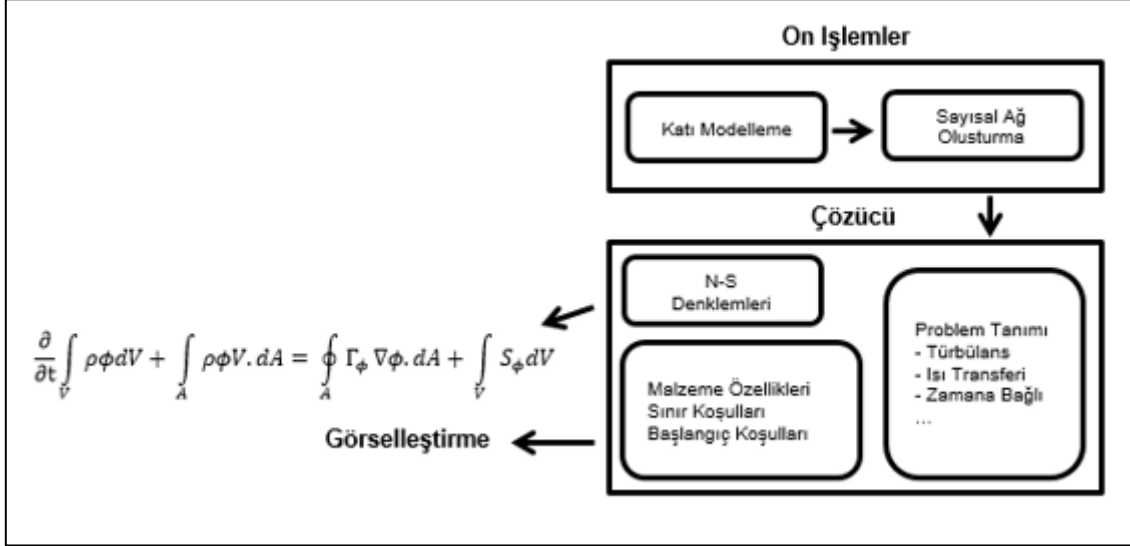 On Işlemler
Katı Modelleme
Sayısal Ağ
Olusturma
Çözücü
N-S
Denklemleri
Problem Tanımı
- Türbülans
- Isı Transferi
- Zamana Bağlı
...
∂/∂t ∫_V ρϕdV + ∫_A ρϕV.dA = ∮_A Γ_ϕ ∇ϕ.dA + ∫_V S_ϕ dV
Malzeme Özellikleri
Sınır Koşulları
Başlangıç Koşulları
Görselleştirme